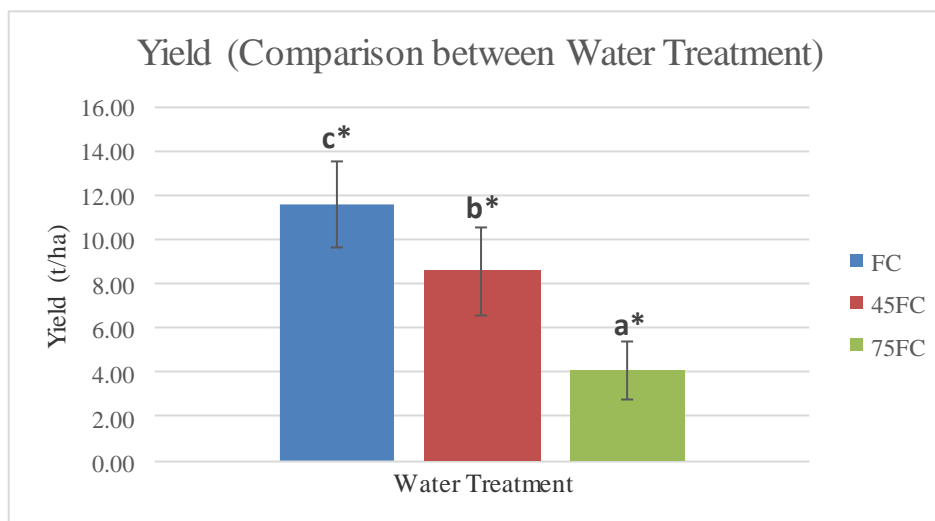 Yield (Comparison between Water Treatment)
16.00
14.00
12.00
10.00
8.00
6.00
4.00
2.00
0.00
Yield (t/ha)
c*
b*
a*
Water Treatment
FC
45FC
75FC